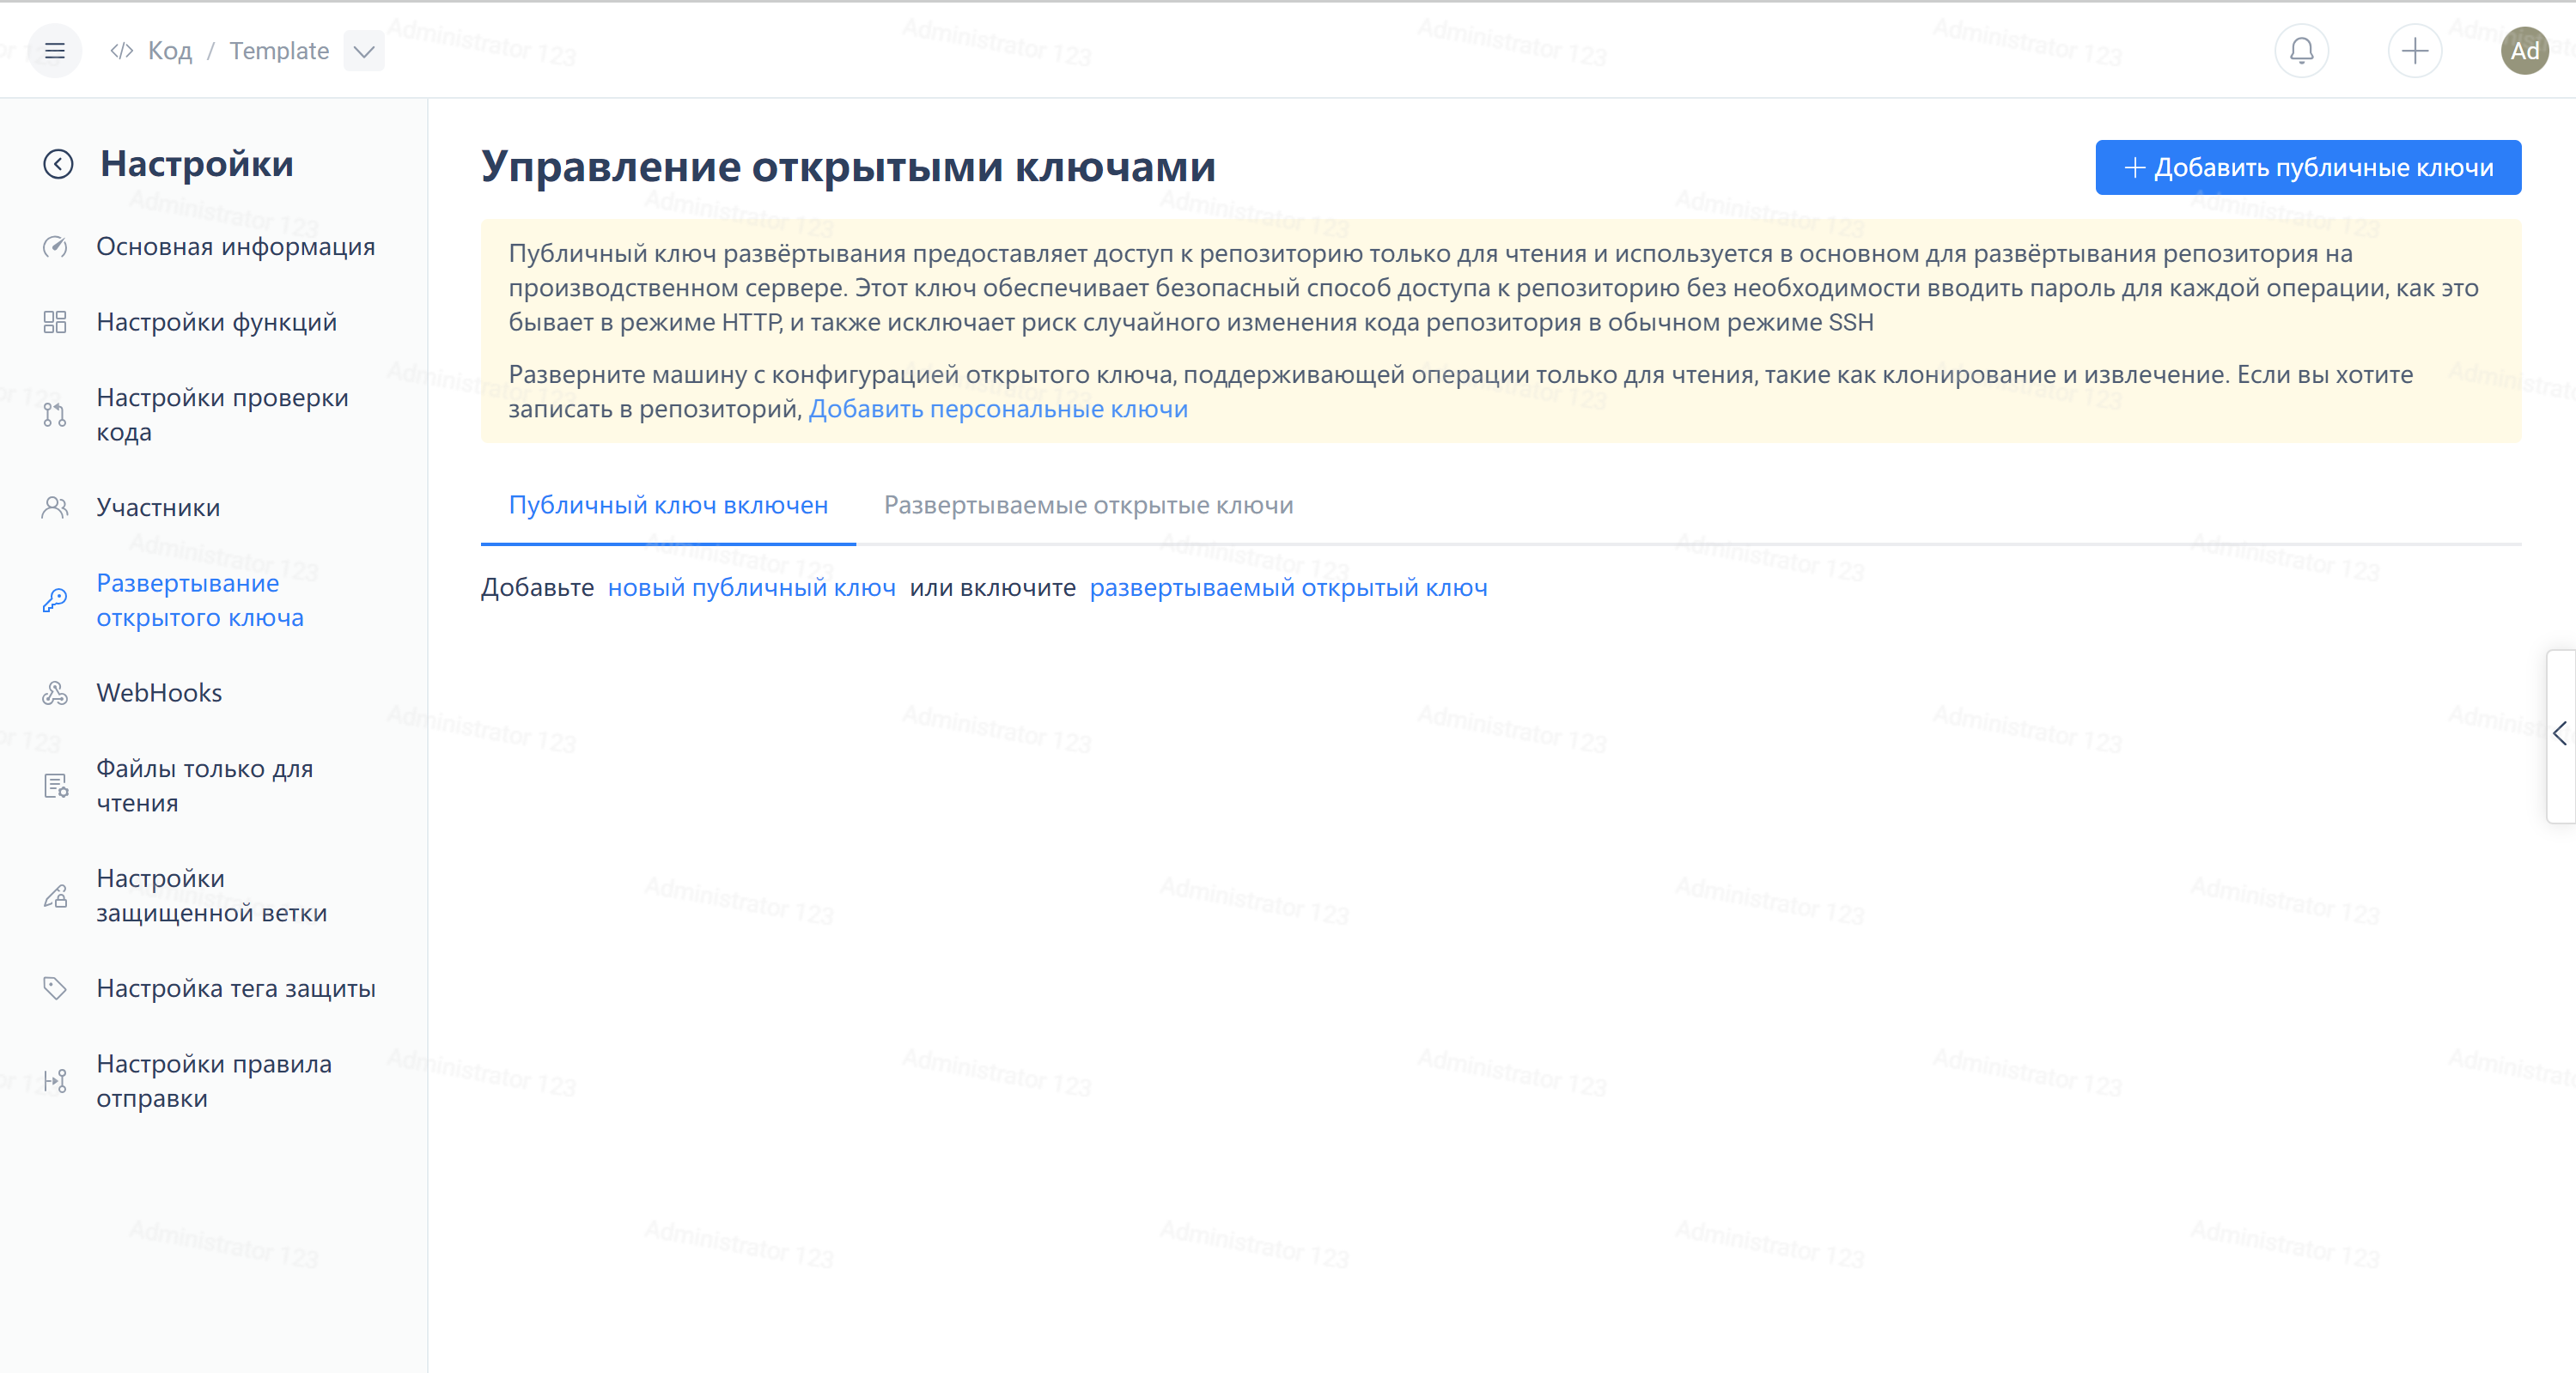 Код / Template
Ad
Настройки
Основная информация
Настройки функций
Настройки проверки
кода
Участники
Развертывание
открытого ключа
WebHooks
Файлы только для
чтения
Настройки
защищенной ветки
Настройка тега защиты
Настройки правила
отправки
Управление открытыми ключами
Добавить публичные ключи
Публичный ключ развёртывания предоставляет доступ к репозиторию только для чтения и используется в основном для развёртывания репозитория на
производственном сервере. Этот ключ обеспечивает безопасный способ доступа к репозиторию без необходимости вводить пароль для каждой операции, как это
бывает в режиме HTTP, и также исключает риск случайного изменения кода репозитория в обычном режиме SSH
Разверните машину с конфигурацией открытого ключа, поддерживающей операции только для чтения, такие как клонирование и извлечение. Если вы хотите
записать в репозиторий, Добавить персональные ключи
Публичный ключ включен
Развертываемые открытые ключи
Добавьте новый публичный ключ или включите развертываемый открытый ключ
Administrator 123